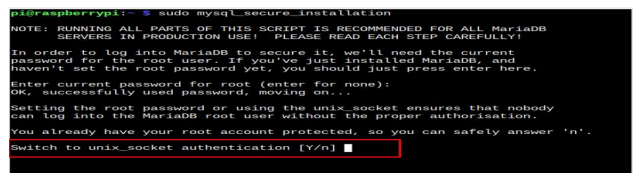 pi@raspberrypi:~ $ sudo mysql_secure_installation
NOTE: RUNNING ALL PARTS OF THIS SCRIPT IS RECOMMENDED FOR ALL MariaDB
SERVERS IN PRODUCTION USE! PLEASE READ EACH STEP CAREFULLY!
In order to log into MariaDB to secure it, we'll need the current
password for the root user. If you've just installed MariaDB, and
haven't set the root password yet, you should just press enter here.
Enter current password for root (enter for none):
OK, successfully used password, moving on...
Setting the root password or using the unix_socket ensures that nobody
can log into the MariaDB root user without the proper authorisation.
You already have your root account protected, so you can safely answer 'n'.
Switch to unix_socket authentication [Y/n]